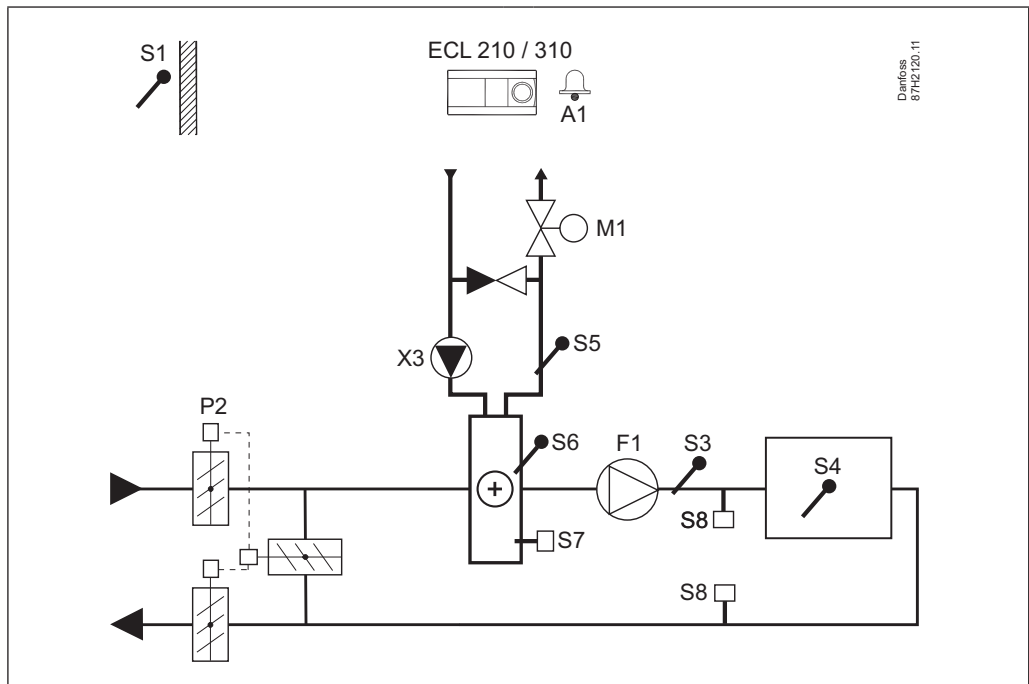 S1
ECL 210 / 310
A1
Danfoss
87H2120.11
M1
S5
X3
P2
S6
F1
S3
S4
S8
S7
S8